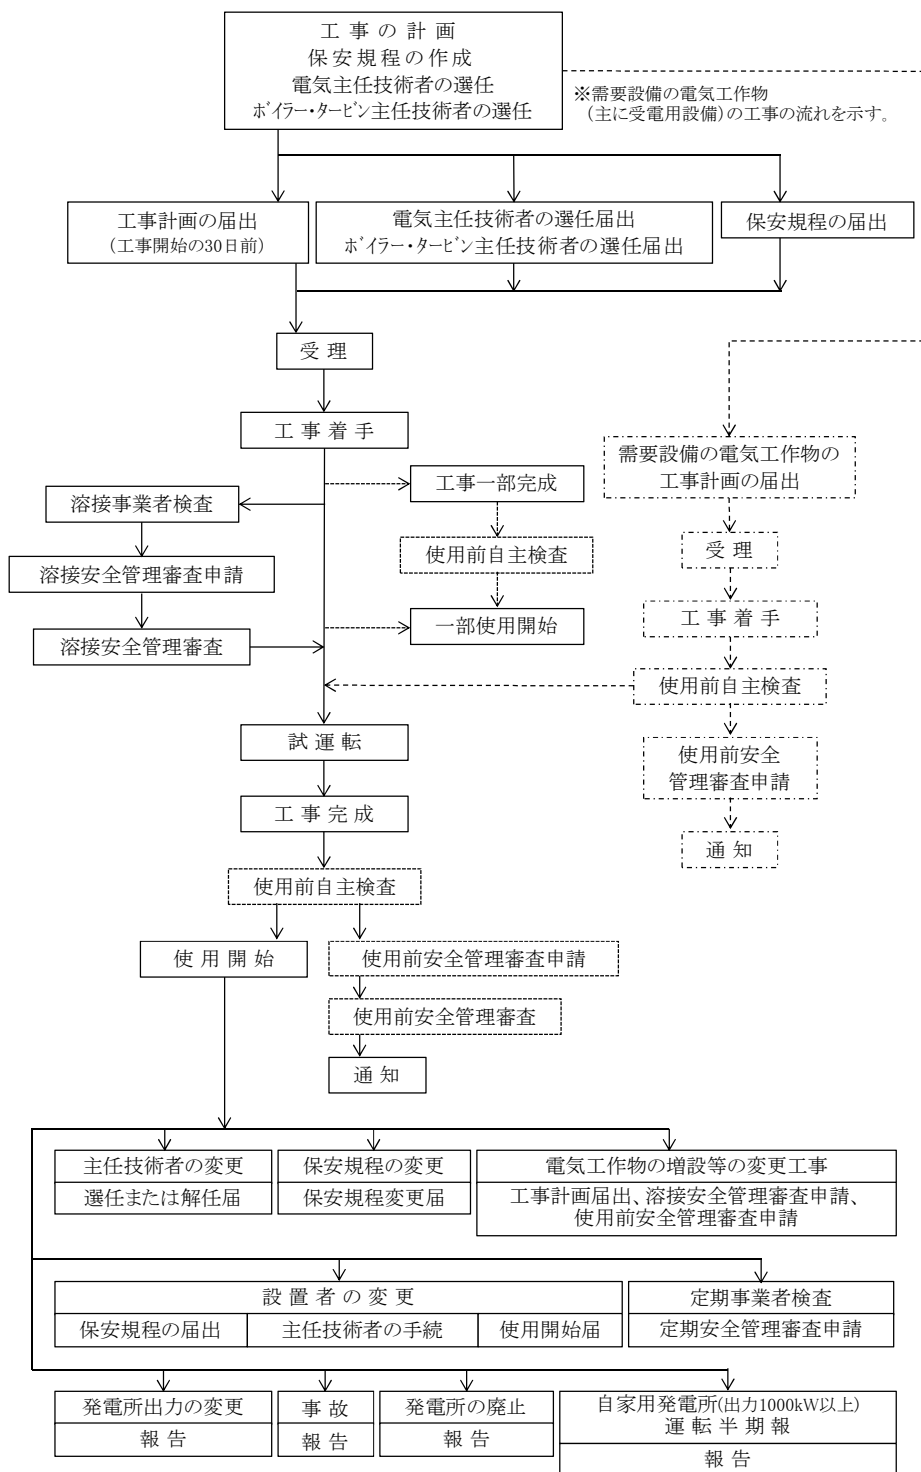 工 事 の 計 画
保安規程の作成
電気主任技術者の選任
ﾎﾞｲﾗｰ・ﾀｰﾋﾞﾝ主任技術者の選任
※需要設備の電気工作物
（主に受電用設備）の工事の流れを示す。
工事計画の届出
(工事開始の30日前)
電気主任技術者の選任届出
ﾎﾞｲﾗｰ・ﾀｰﾋﾞﾝ主任技術者の選任届出
保安規程の届出
受 理
工 事 着 手
需要設備の電気工作物の
工事計画の届出
工事一部完成
溶接事業者検査
使用前自主検査
受 理
溶接安全管理審査申請
工 事 着 手
一部使用開始
溶接安全管理審査
使用前自主検査
試 運 転
使用前安全
管理審査申請
工 事 完 成
通 知
使用前自主検査
使 用 開 始
使用前安全管理審査申請
使用前安全管理審査
通 知
主任技術者の変更
選任または解任届
保安規程の変更
保安規程変更届
電気工作物の増設等の変更工事
工事計画届出、溶接安全管理審査申請、
使用前安全管理審査申請
設 置 者 の 変 更
保安規程の届出
主任技術者の手続
使用開始届
定期事業者検査
定期安全管理審査申請
発電所出力の変更
報 告
事 故
報 告
発電所の廃止
報 告
自家用発電所(出力1000kW以上)
運 転 半 期 報
報 告